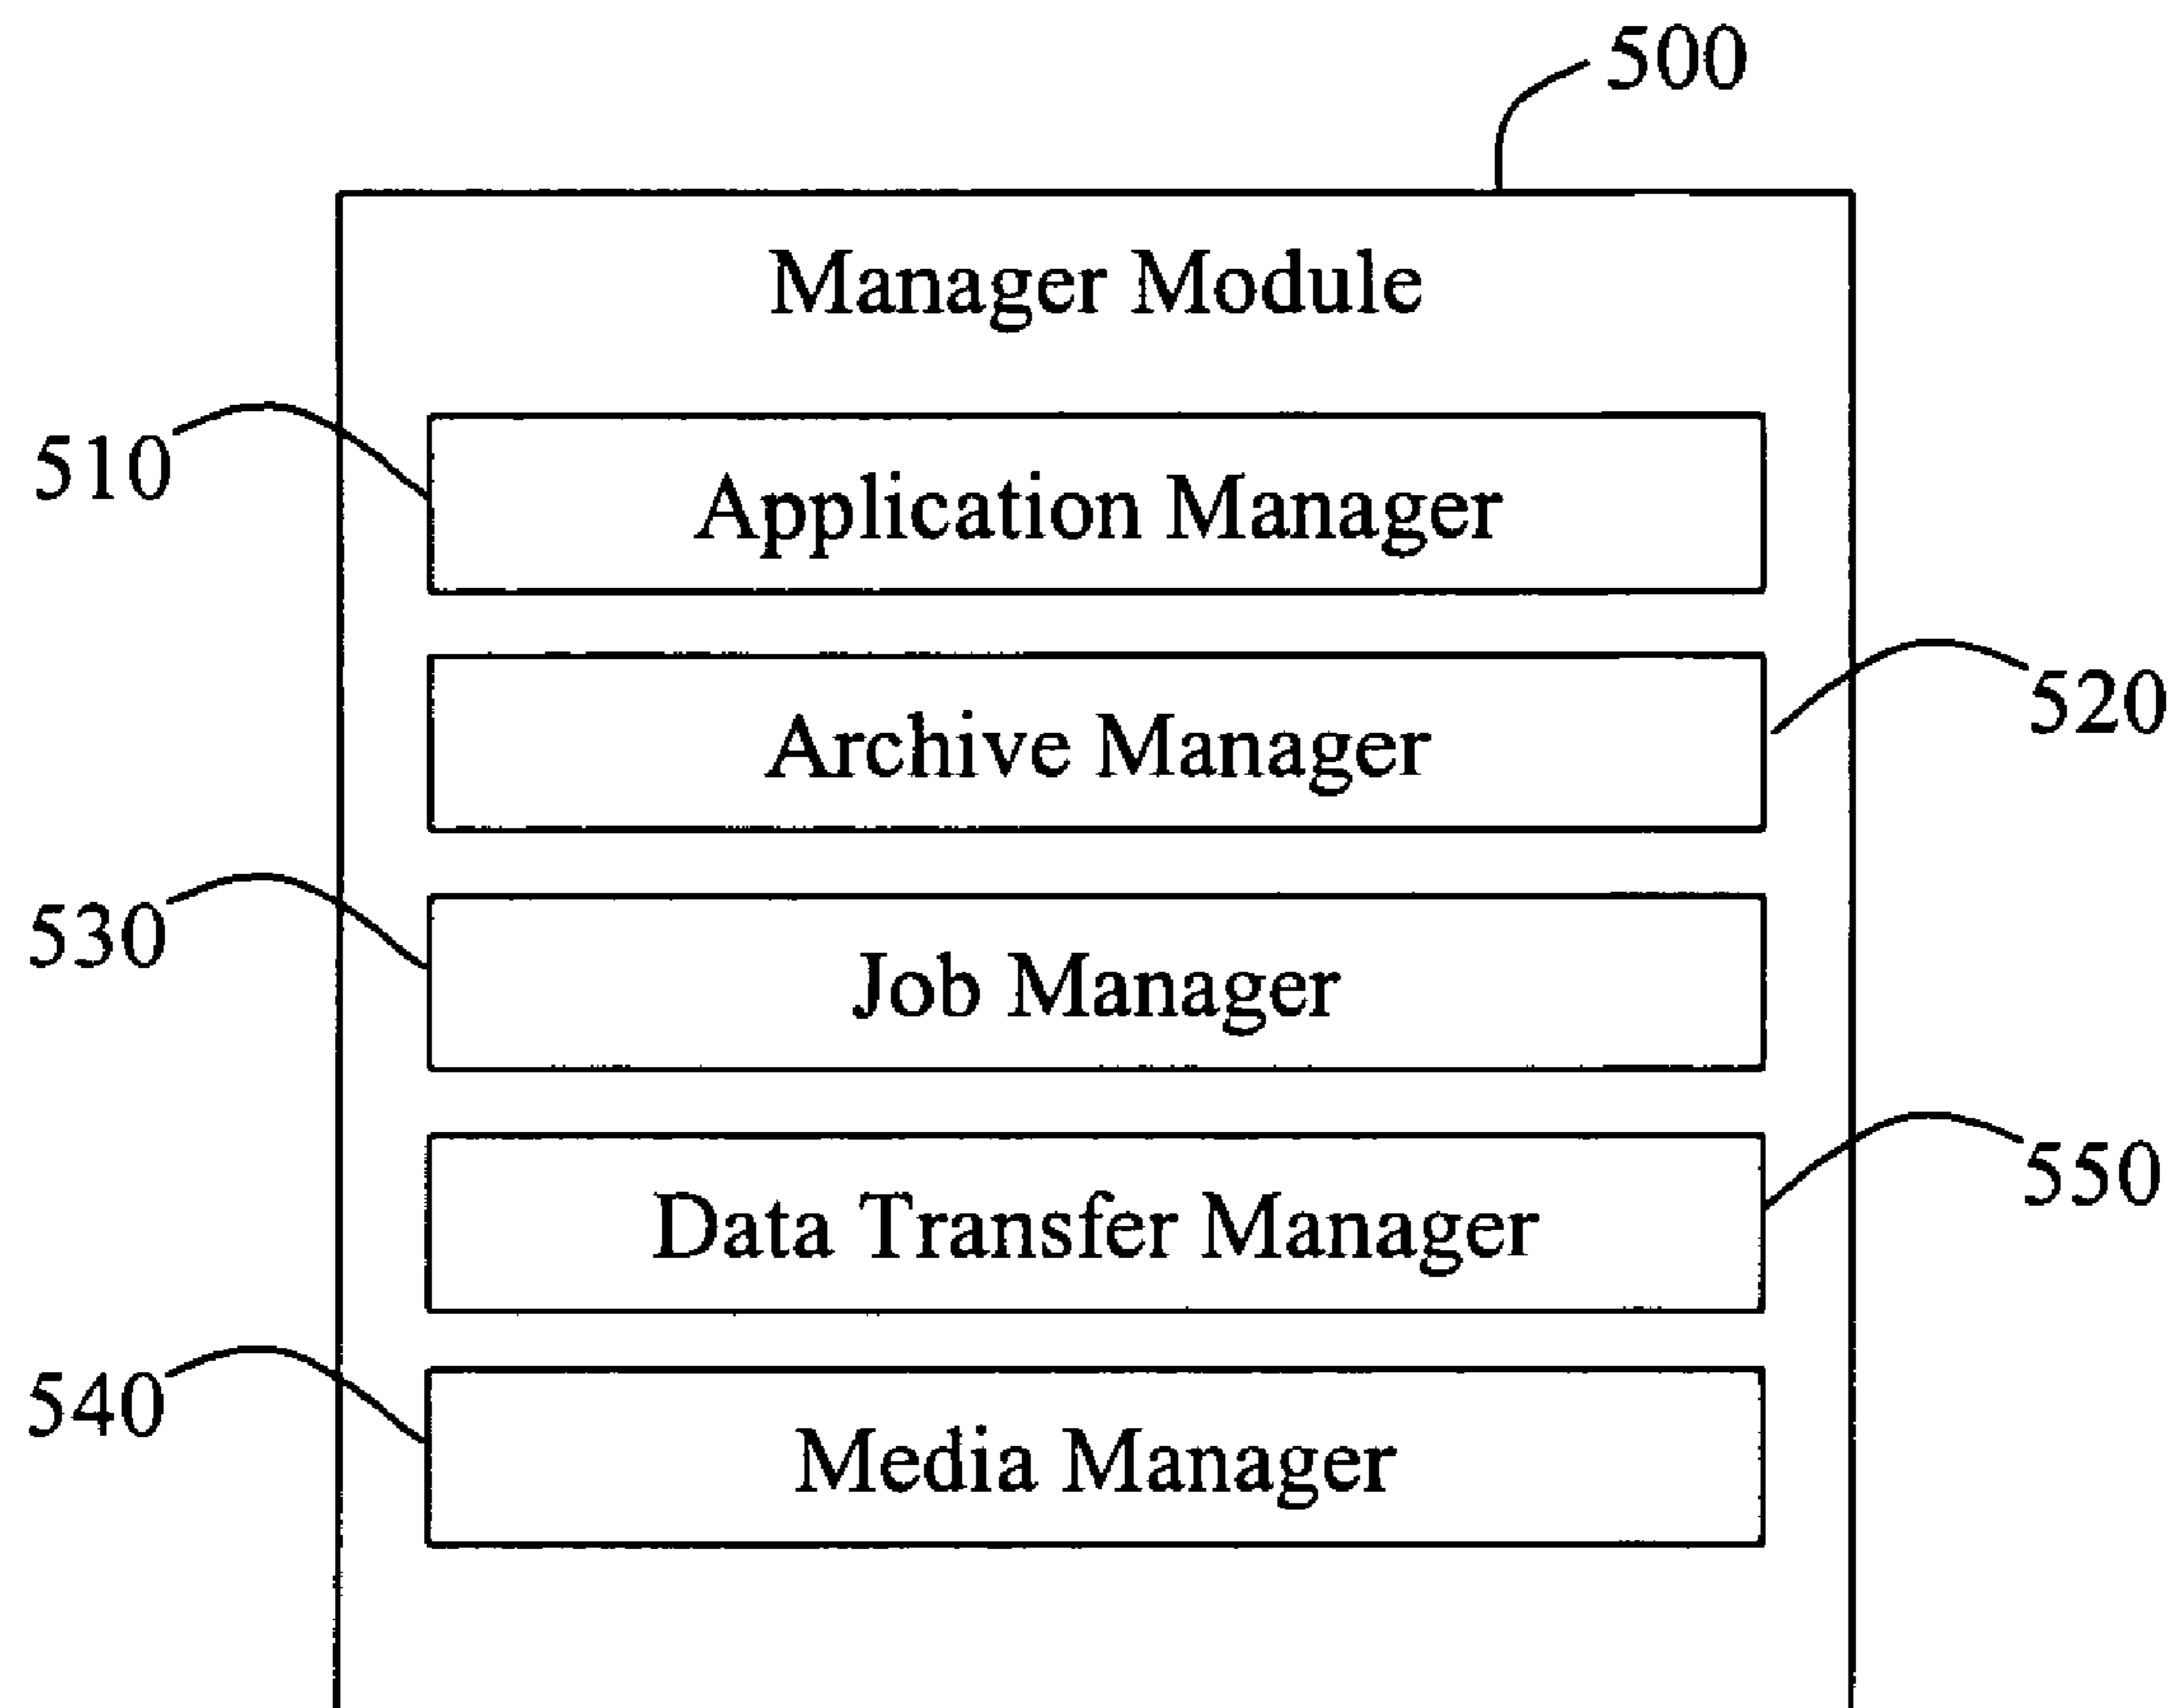 500
Manager Module
510
Application Manager
520
Archive Manager
530
Job Manager
550
Data Transfer Manager
540
Media Manager